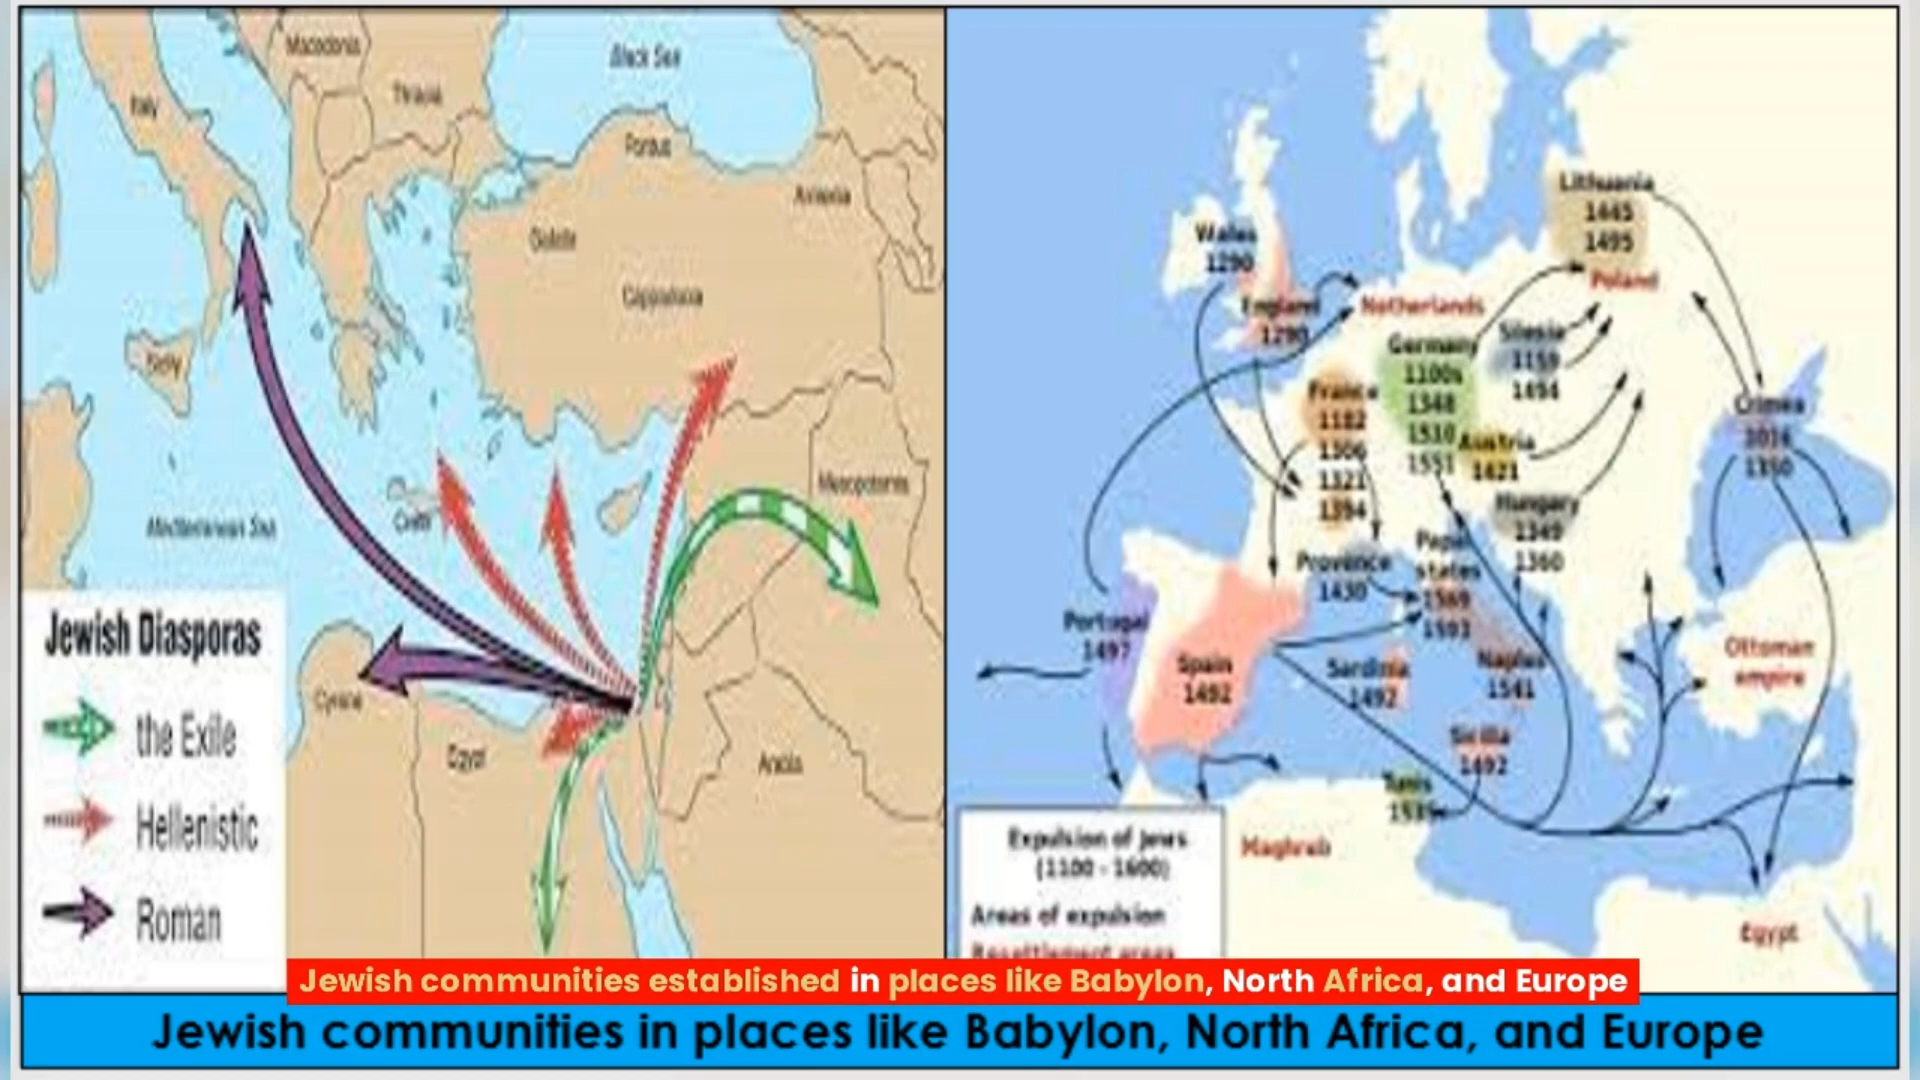 Macedonia
Black Sea
Italy
Thracia
Pontus
Armenia
Galatia
Cappadocia
Sicily
Mesopotamia
Mediterranean Sea
Crete
Cyrene
Egypt
Arabia
Jewish Diasporas
the Exile
Hellenistic
Roman
Lithuania
1445
1495
Poland
Wales
1290
England
1290
Netherlands
Germany
1100s
1348
1510
1551
Silesia
1159
1494
France
1182
1306
1321
1394
Austria
1421
Crimea
1016
1350
Hungary
1349
1360
Provence
1430
Papal
states
1569
1593
Portugal
1497
Spain
1492
Sardinia
1492
Naples
1541
Ottoman
empire
Sicilia
1492
Tunis
1535
Maghreb
Egypt
Expulsion of Jews
(1100 - 1600)
Areas of expulsion
Resettlement areas
Jewish communities established in places like Babylon, North Africa, and Europe
Jewish communities in places like Babylon, North Africa, and Europe